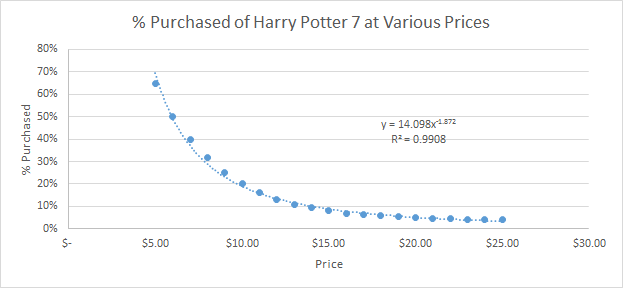 % Purchased of Harry Potter 7 at Various Prices
80%
70%
60%
50%
40%
30%
20%
10%
0%
% Purchased
y = 14.098x-1.872
R² = 0.9908
$- $5.00 $10.00 $15.00 $20.00 $25.00 $30.00
Price